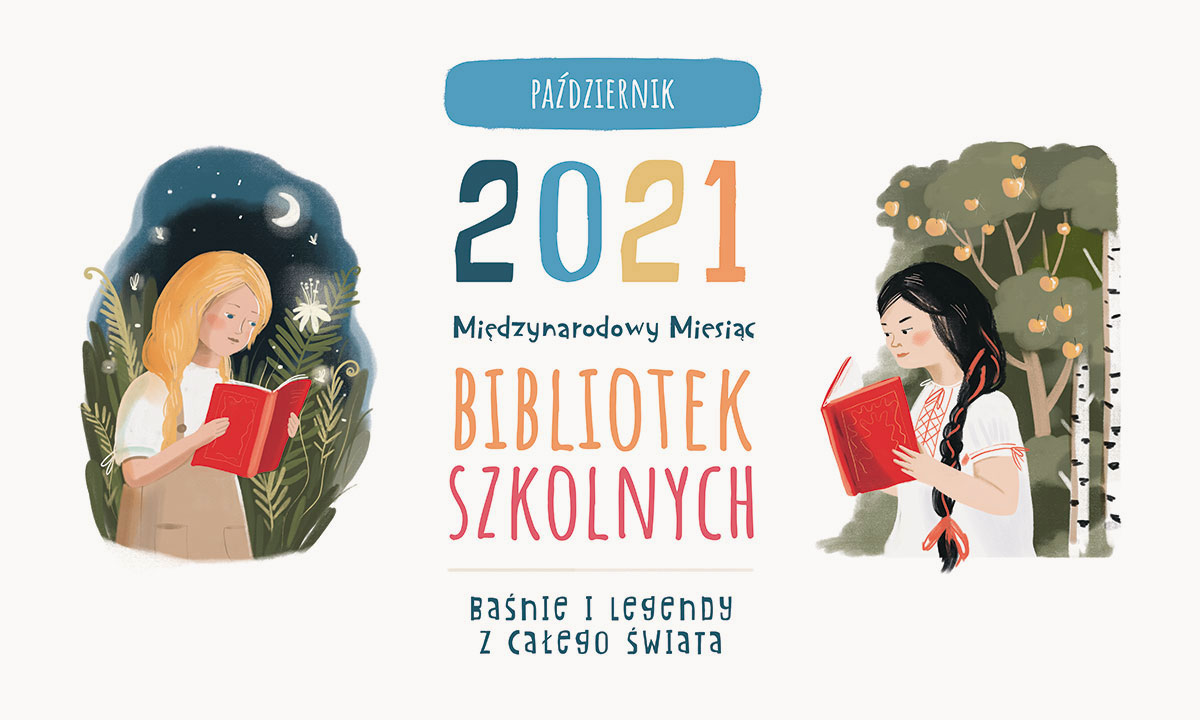 PAŹDZIERNIK
2021
Międzynarodowy Miesiąc
BIBLIOTEK
SZKOLNYCH
Baśnie i legendy
z całego świata